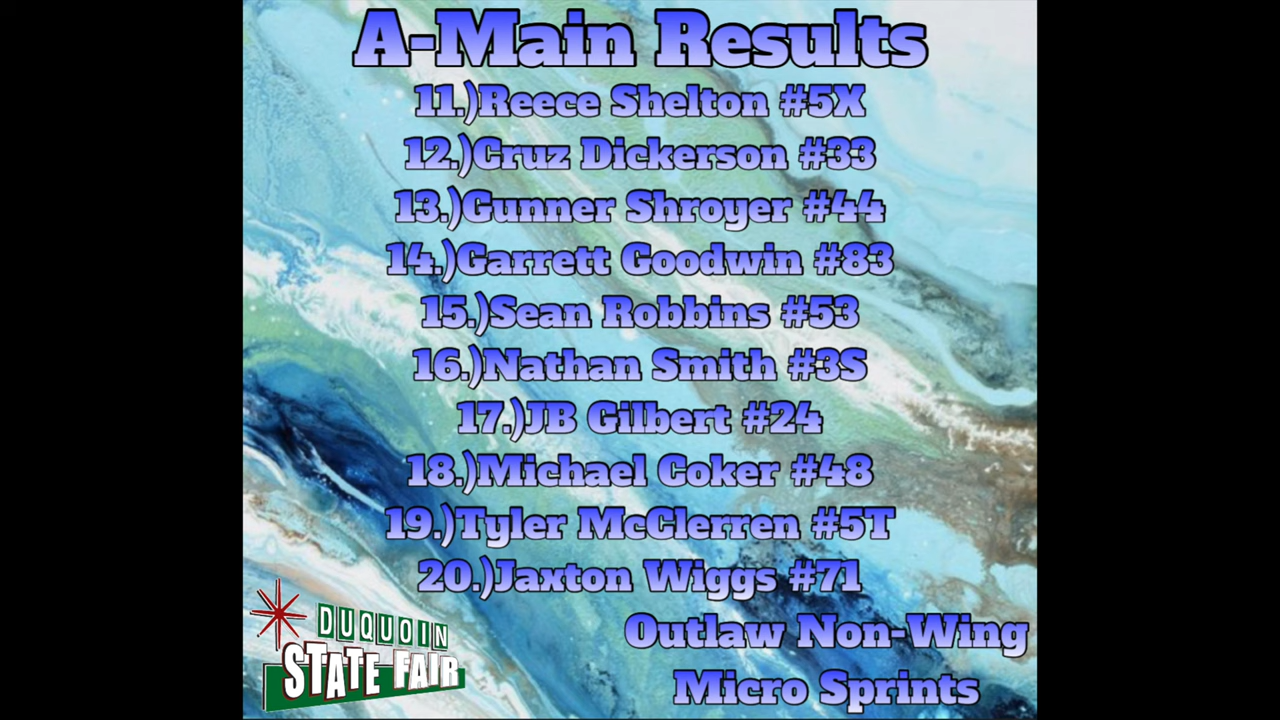 A-Main Results
11.)Reece Shelton #5X
12.)Cruz Dickerson #33
13.)Gunner Shroyer #44
14.)Garrett Goodwin #83
15.)Sean Robbins #53
16.)Nathan Smith #3S
17.)JB Gilbert #24
18.)Michael Coker #48
19.)Tyler McClerren #5T
20.)Jaxton Wiggs #71
Outlaw Non-Wing
Micro Sprints
DUQUOIN
STATE FAIR